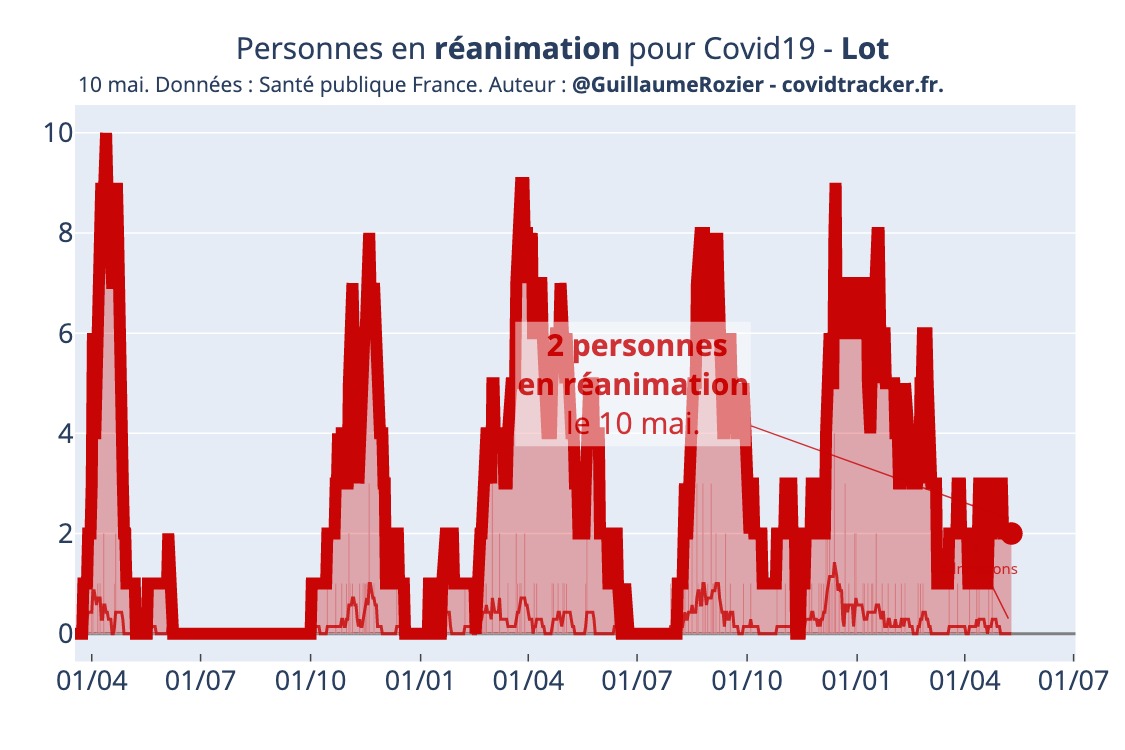 Personnes en réanimation pour Covid19 - Lot
10 mai. Données : Santé publique France. Auteur : @GuillaumeRozier - covidtracker.fr.
10
8
6
4
2
0
2 personnes
en réanimation
le 10 mai.
01/04 01/07 01/10 01/01 01/04 01/07 01/10 01/01 01/04 01/07